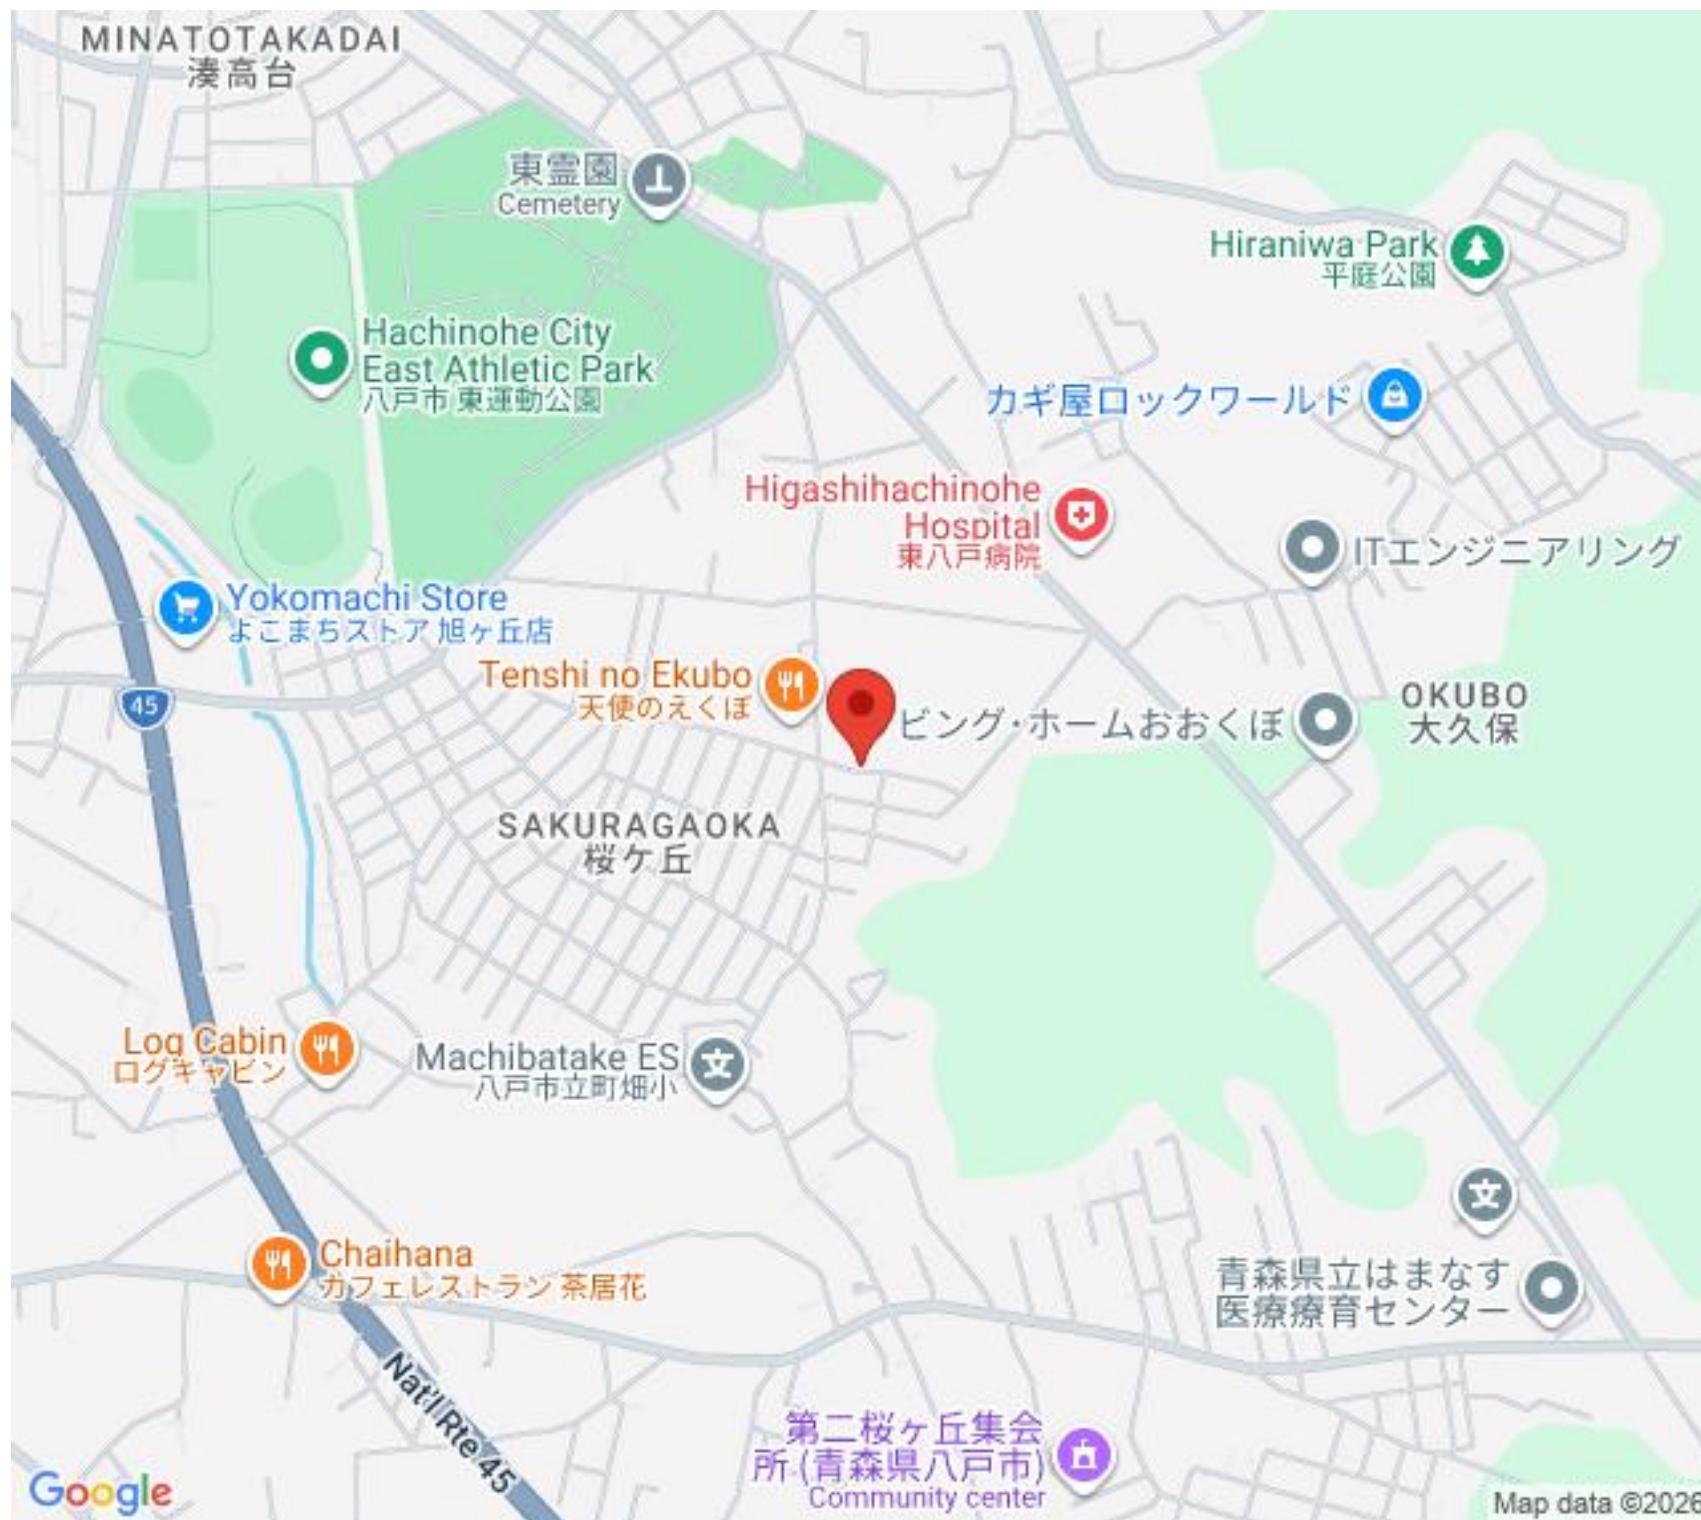 MINATOTAKADAI
湊高台
東霊園
Cemetery
Hiraniwa Park
平庭公園
Hachinohe City
East Athletic Park
八戸市 東運動公園
カギ屋ロックワールド
Higashihachinohe
Hospital
東八戸病院
ITエンジニアリング
Yokomachi Store
よこまちストア 旭ヶ丘店
Tenshi no Ekubo
天使のえくぼ
45
ビング・ホームおおくぼ
OKUBO
大久保
SAKURAGAOKA
桜ケ丘
Log Cabin
ログキャビン
Machibatake ES
八戸市立町畑小
文
文
Chaihana
カフェレストラン 茶居花
青森県立はまなす
医療療育センター
Nat'l Rte 45
第二桜ヶ丘集会
所 (青森県八戸市)
Community center
Google
Map data ©2026